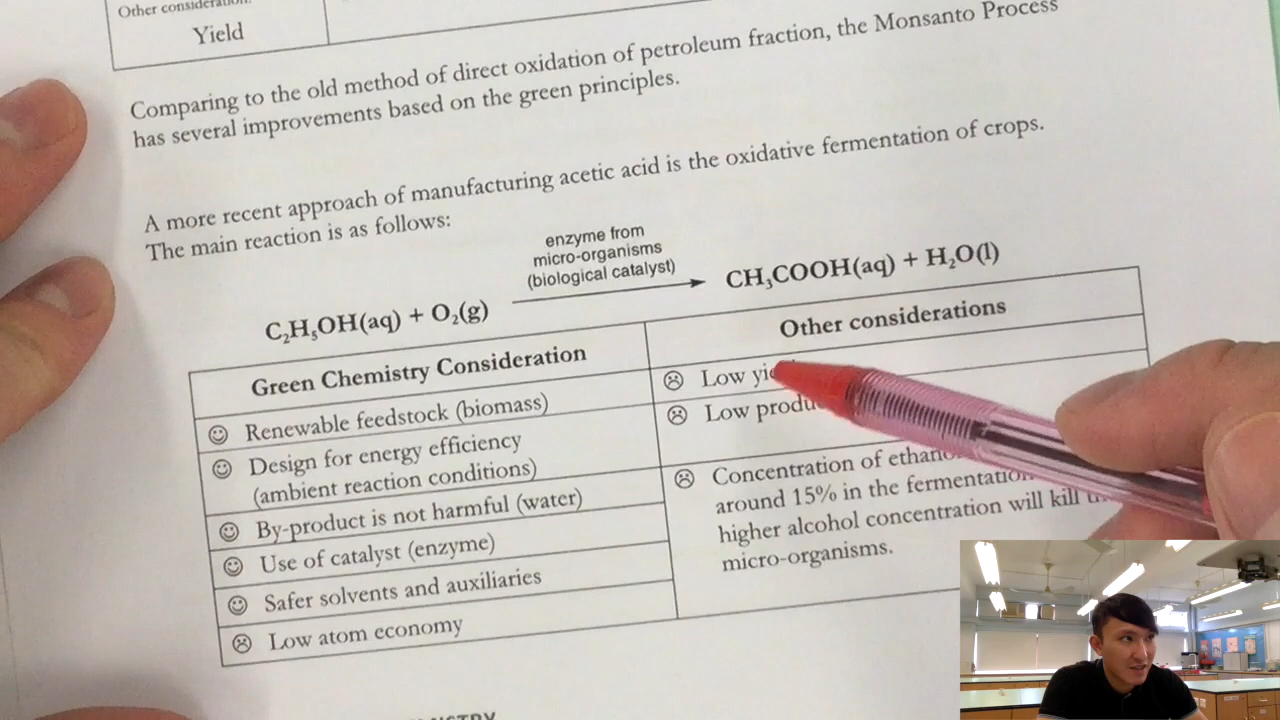 Other consideration
Yield
Comparing to the old method of direct oxidation of petroleum fraction, the Monsanto Process
has several improvements based on the green principles.
A more recent approach of manufacturing acetic acid is the oxidative fermentation of crops.
The main reaction is as follows:
enzyme from
micro-organisms
(biological catalyst)
C₂H₅OH(aq) + O₂(g) → CH₃COOH(aq) + H₂O(l)
Green Chemistry Consideration
Other considerations
☺ Renewable feedstock (biomass)
☹ Low
☺ Design for energy efficiency
(ambient reaction conditions)
☹ Low
☺ By-product is not harmful (water)
☹ Concentration of
around 15% in the
higher alcohol concentration will kill
micro-organisms.
☺ Use of catalyst (enzyme)
☺ Safer solvents and auxiliaries
☹ Low atom economy